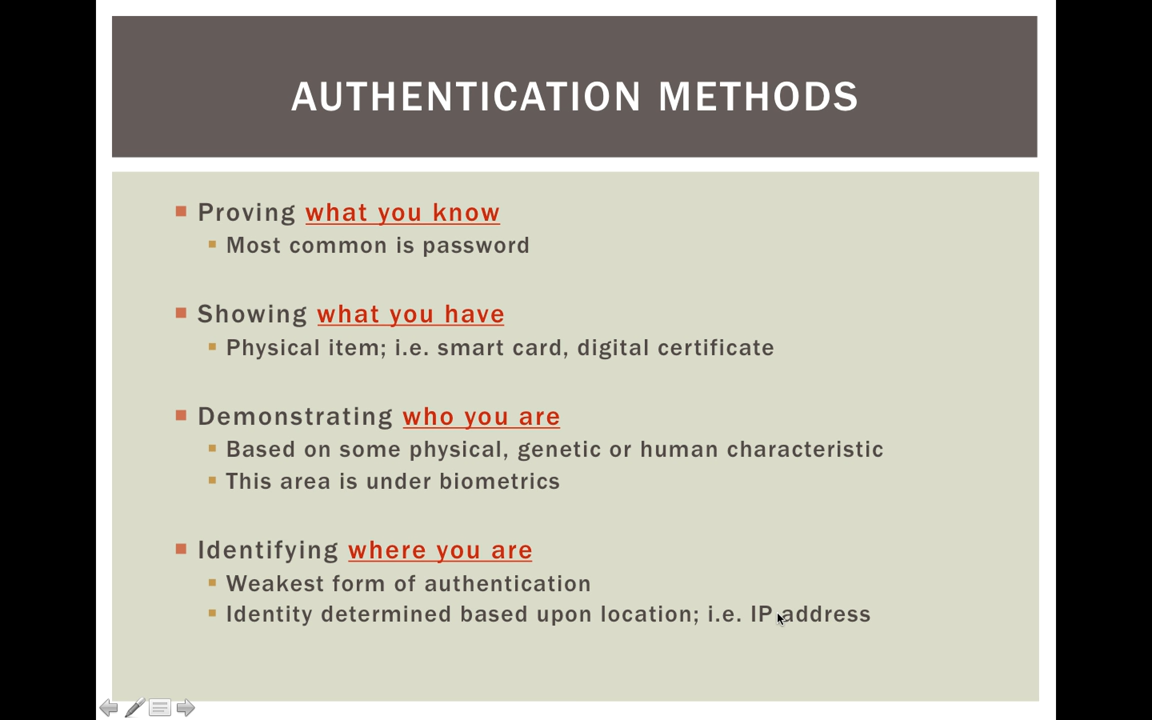 AUTHENTICATION METHODS
Proving what you know
Most common is password
Showing what you have
Physical item; i.e. smart card, digital certificate
Demonstrating who you are
Based on some physical, genetic or human characteristic
This area is under biometrics
Identifying where you are
Weakest form of authentication
Identity determined based upon location; i.e. IP address